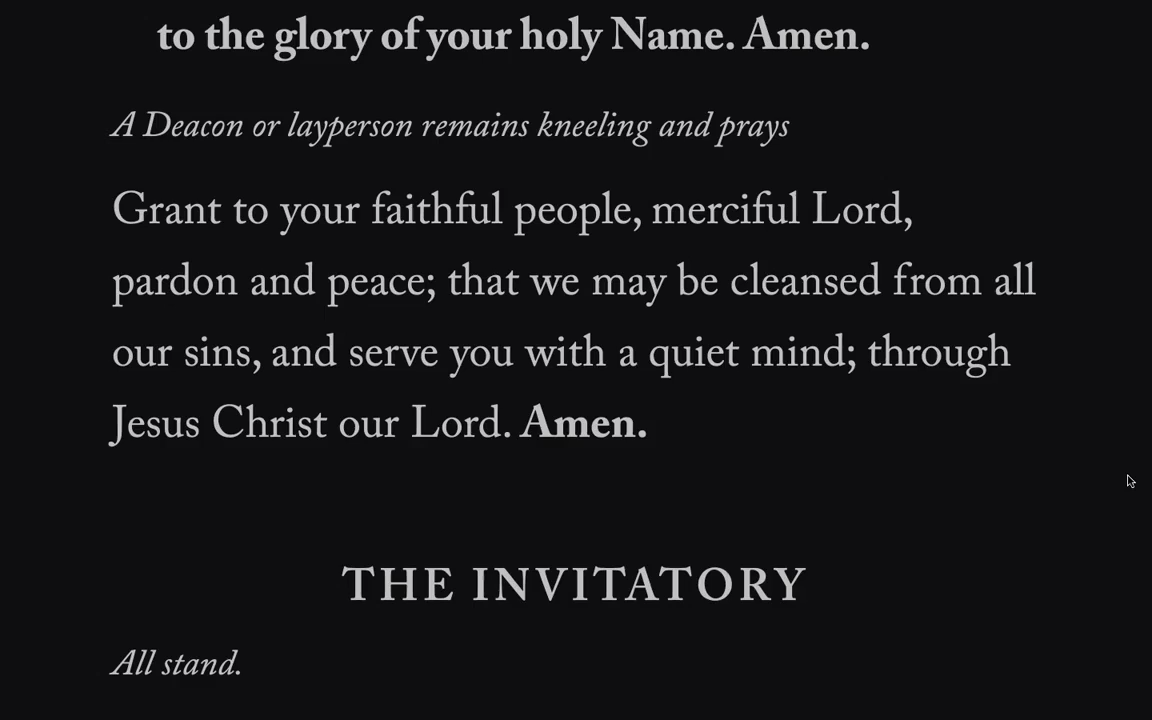 to the glory of your holy Name. Amen.
A Deacon or layperson remains kneeling and prays
Grant to your faithful people, merciful Lord,
pardon and peace; that we may be cleansed from all
our sins, and serve you with a quiet mind; through
Jesus Christ our Lord. Amen.
THE INVITATORY
All stand.